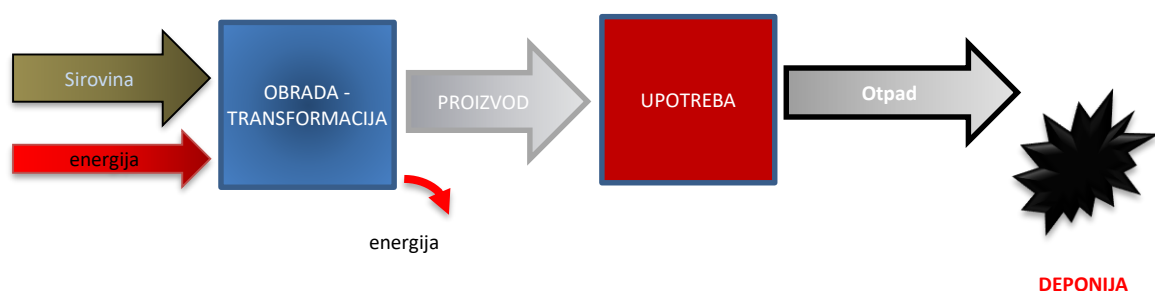 Sirovina
energija
OBRADA -
TRANSFORMACIJA
energija
PROIZVOD
UPOTREBA
Otpad
DEPONIJA